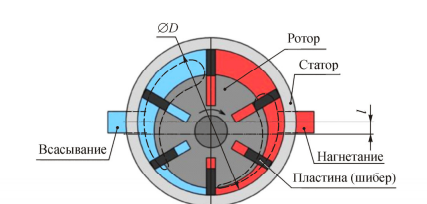 ∅D
Ротор
Статор
l
Всасывание
Нагнетание
Пластина (шибер)